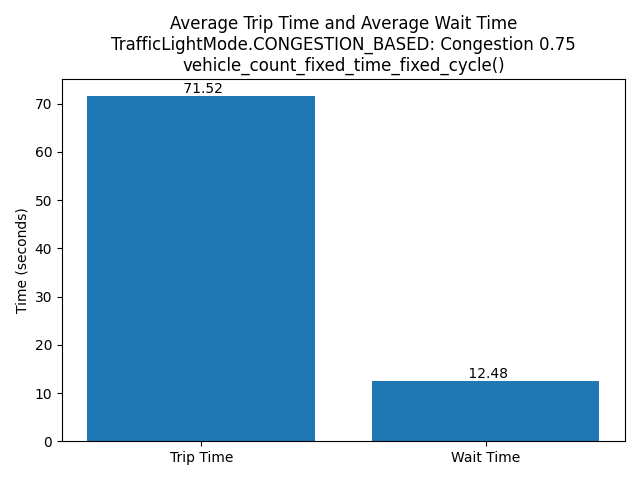 Average Trip Time and Average Wait Time
TrafficLightMode.CONGESTION_BASED: Congestion 0.75
vehicle_count_fixed_time_fixed_cycle()
71.52
12.48
70
60
50
40
30
20
10
0
Time (seconds)
Trip Time
Wait Time